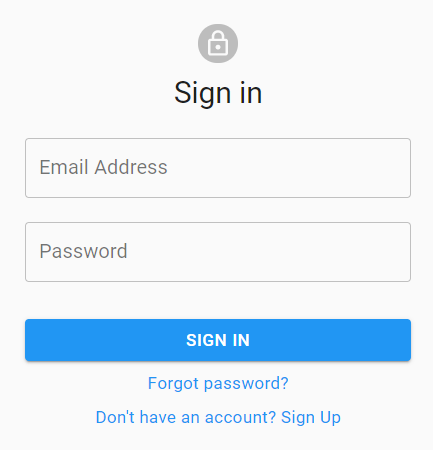 Sign in
Email Address
Password
SIGN IN
Forgot password?
Don't have an account? Sign Up